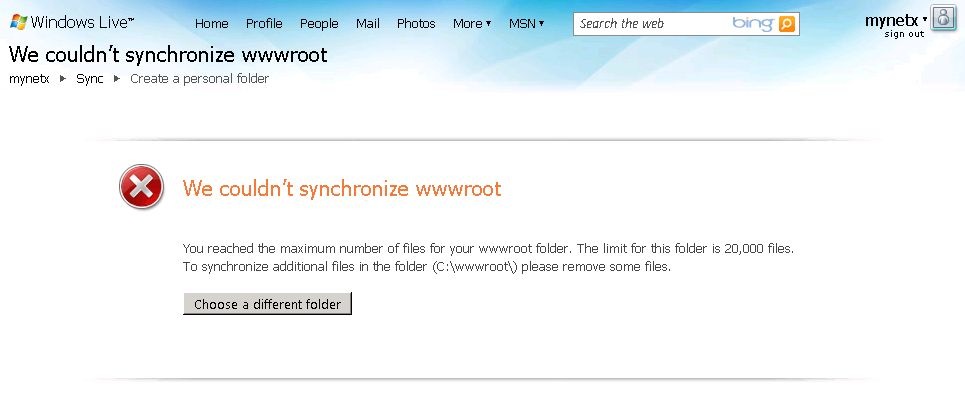 Windows Live™ Home Profile People Mail Photos More ▾ MSN ▾ Search the web bing mynetx ▾
sign out
We couldn't synchronize wwwroot
mynetx ▸ Sync ▸ Create a personal folder
We couldn't synchronize wwwroot
You reached the maximum number of files for your wwwroot folder. The limit for this folder is 20,000 files.
To synchronize additional files in the folder (C:\wwwroot\) please remove some files.
Choose a different folder